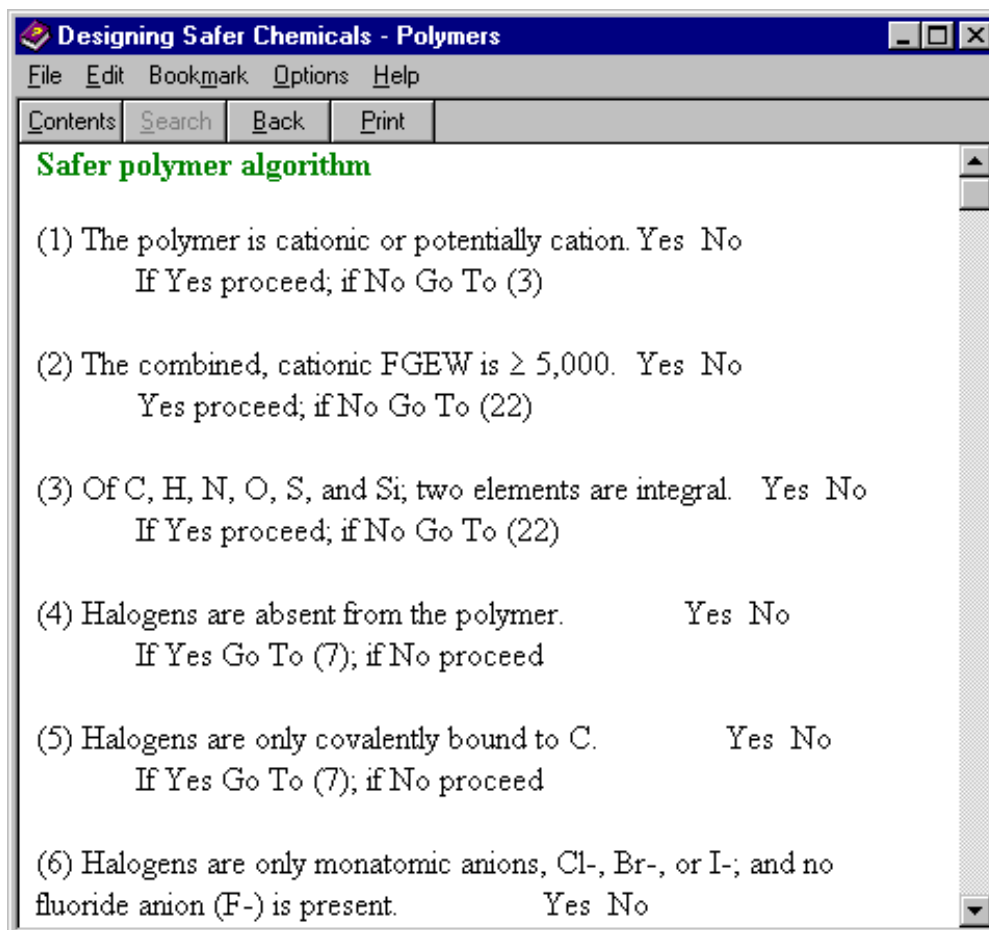 Designing Safer Chemicals - Polymers
File Edit Bookmark Options Help
Contents Search Back Print
Safer polymer algorithm
(1) The polymer is cationic or potentially cation. Yes No
If Yes proceed; if No Go To (3)
(2) The combined, cationic FGEW is ≥ 5,000. Yes No
Yes proceed; if No Go To (22)
(3) Of C, H, N, O, S, and Si; two elements are integral. Yes No
If Yes proceed; if No Go To (22)
(4) Halogens are absent from the polymer. Yes No
If Yes Go To (7); if No proceed
(5) Halogens are only covalently bound to C. Yes No
If Yes Go To (7); if No proceed
(6) Halogens are only monatomic anions, Cl-, Br-, or I-; and no
fluoride anion (F-) is present. Yes No